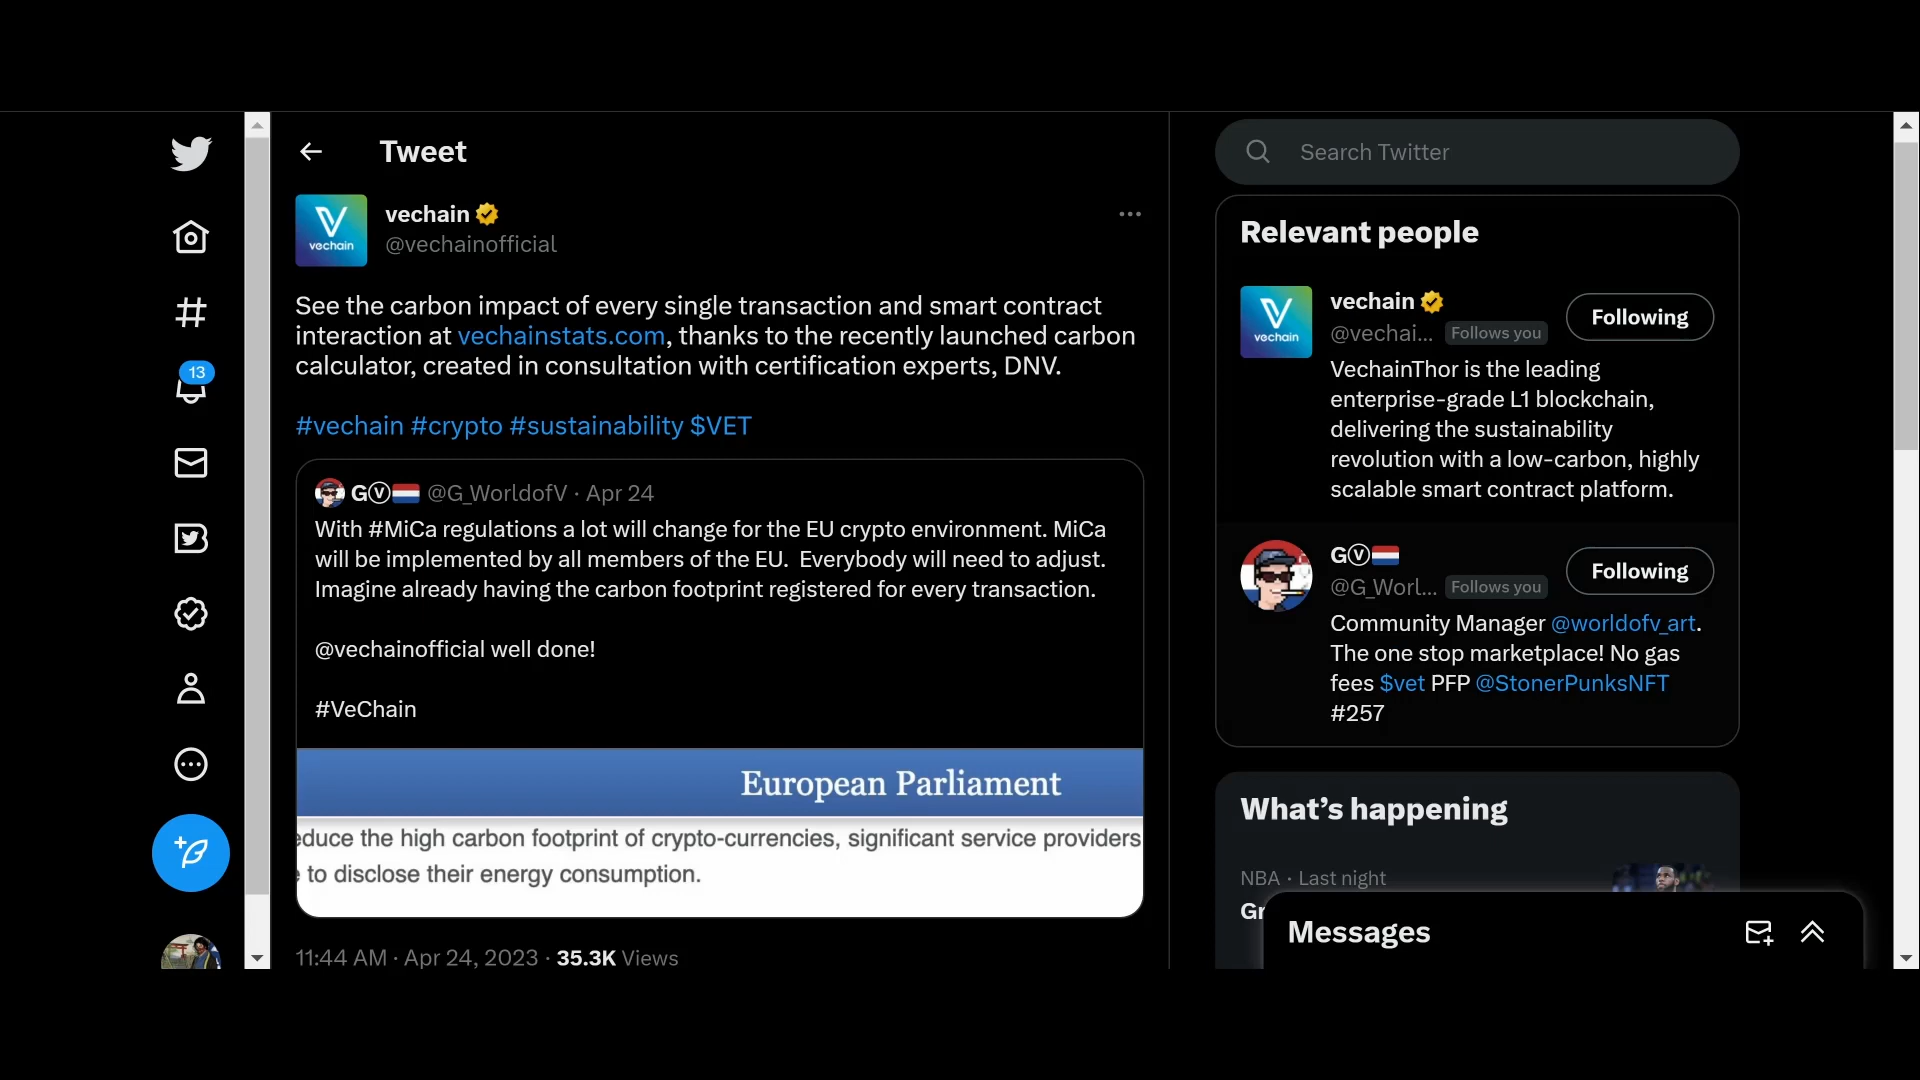 Tweet
vechain
@vechainofficial
See the carbon impact of every single transaction and smart contract
interaction at vechainstats.com, thanks to the recently launched carbon
calculator, created in consultation with certification experts, DNV.
#vechain #crypto #sustainability $VET
GⓋ @G_WorldofV · Apr 24
With #MiCa regulations a lot will change for the EU crypto environment. MiCa
will be implemented by all members of the EU.  Everybody will need to adjust.
Imagine already having the carbon footprint registered for every transaction.
@vechainofficial well done!
#VeChain
European Parliament
educe the high carbon footprint of crypto-currencies, significant service providers
to disclose their energy consumption.
11:44 AM · Apr 24, 2023 · 35.3K Views
13
vechain
Search Twitter
Relevant people
vechain
@vechai... Follows you
Following
VechainThor is the leading
enterprise-grade L1 blockchain,
delivering the sustainability
revolution with a low-carbon, highly
scalable smart contract platform.
vechain
GⓋ
@G_Worl... Follows you
Following
Community Manager @worldofv_art.
The one stop marketplace! No gas
fees $vet PFP @StonerPunksNFT
#257
What's happening
NBA · Last night
Gr
Messages